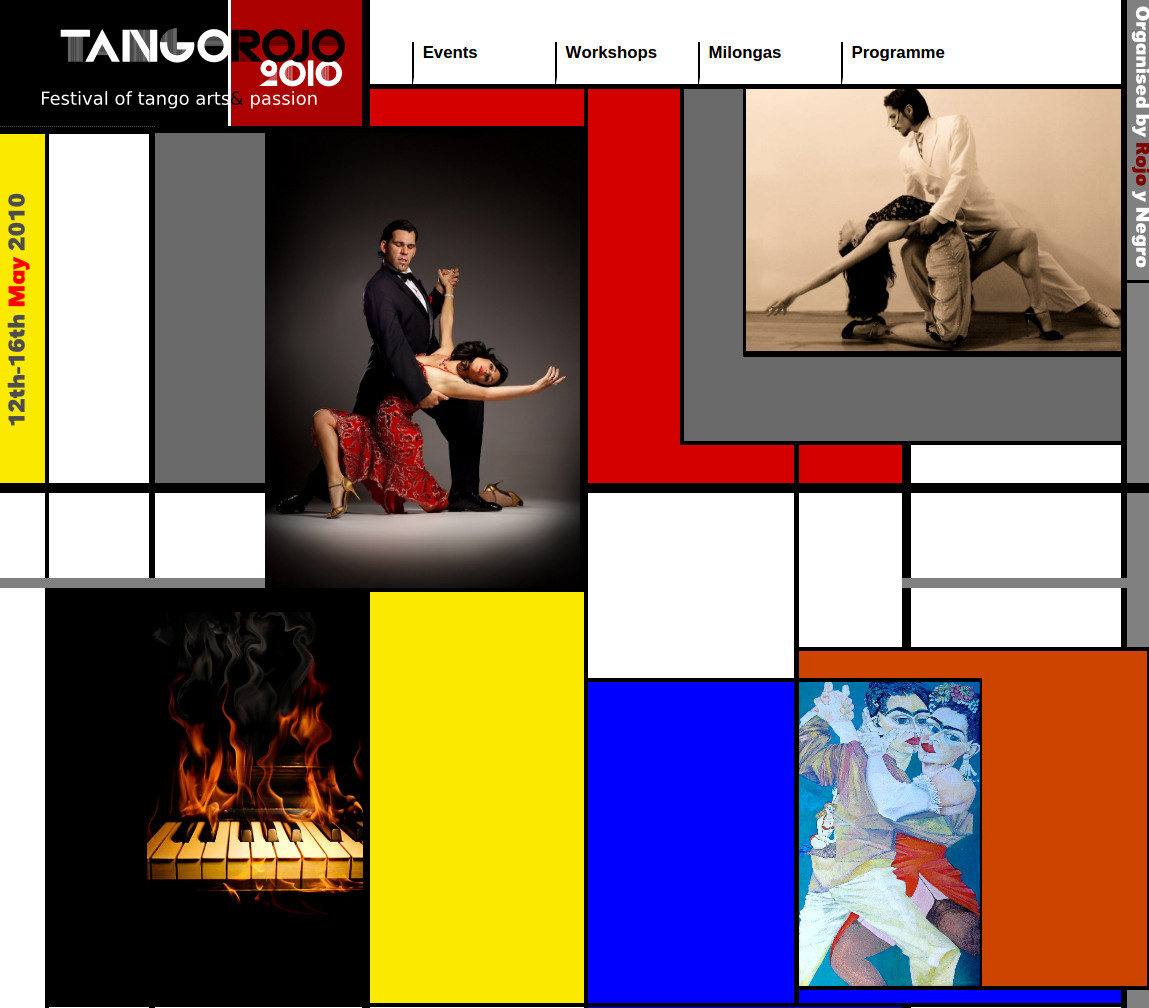 TANGOROJO
2010
Festival of tango arts& passion
Events
Workshops
Milongas
Programme
Organised by Rojo y Negro
12th-16th May 2010